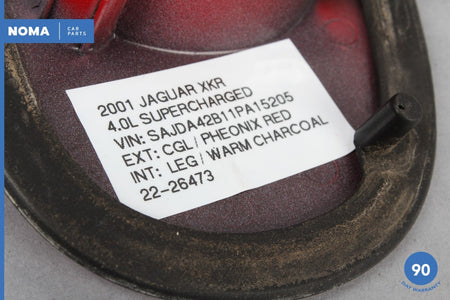 NOMA CAR PARTS
2001 JAGUAR XKR
4.0L SUPERCHARGED
VIN: SAJDA42B11PA15205
EXT: CGL / PHEONIX RED
INT: LEG / WARM CHARCOAL
22-26473
90
DAY WARRANTY